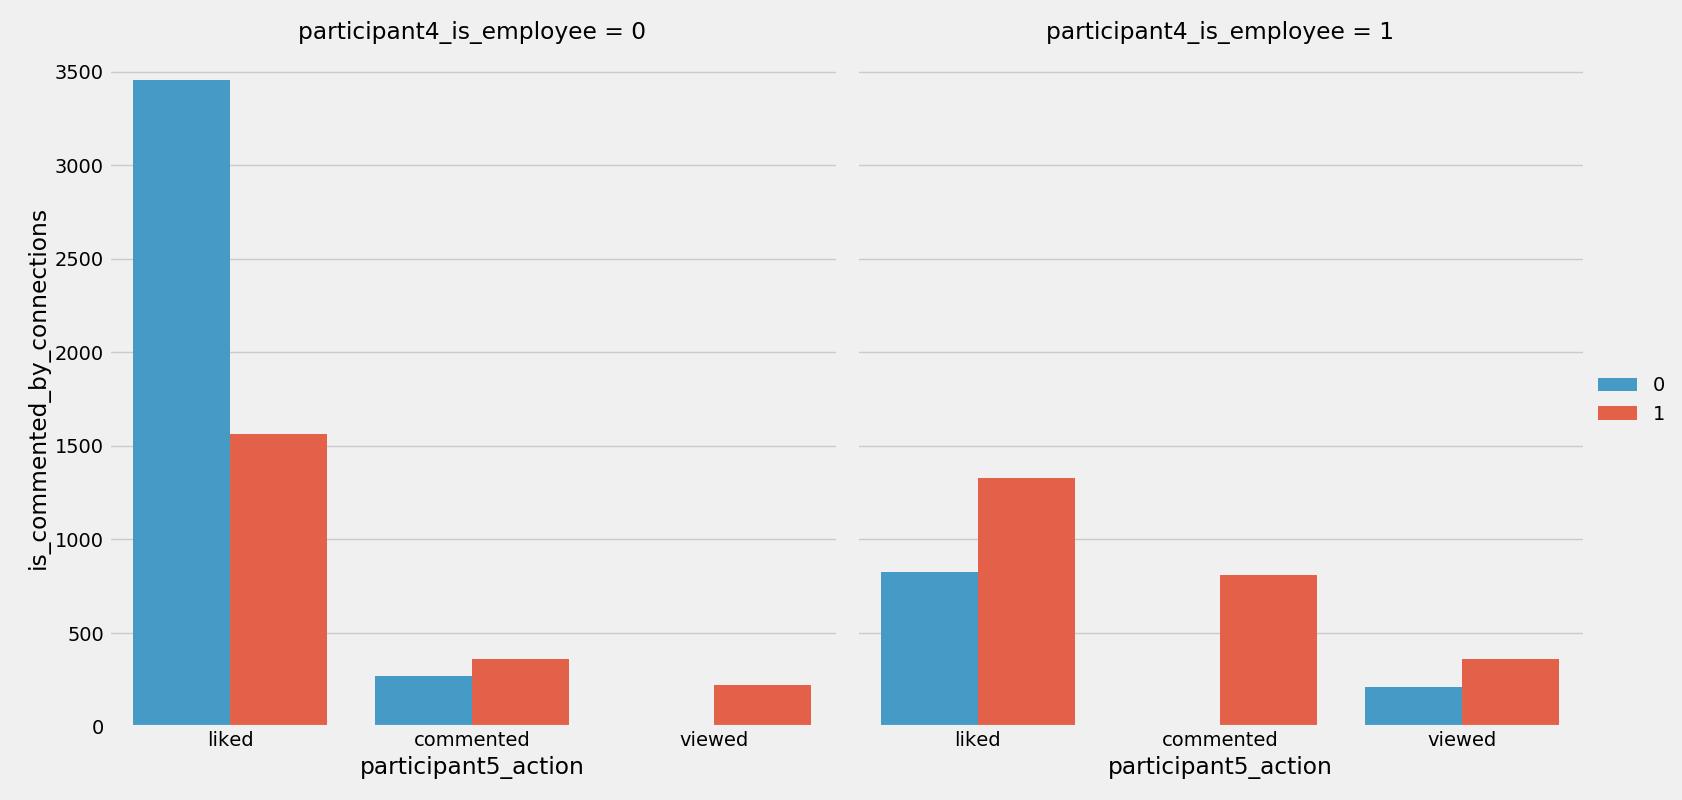 participant4_is_employee = 0
participant4_is_employee = 1
is_commented_by_connections
3500
3000
2500
2000
1500
1000
500
0
liked
commented
viewed
participant5_action
liked
commented
viewed
participant5_action
0
1